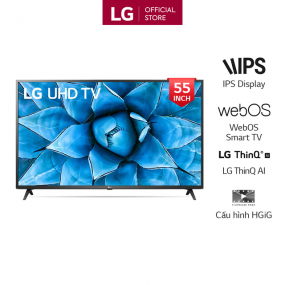 LG OFFICIAL
STORE
LG UHD TV
55
INCH
IPS
IPS Display
webOS
WebOS
Smart TV
LG ThinQ AI
LG ThinQ AI
Cấu hình HGiG